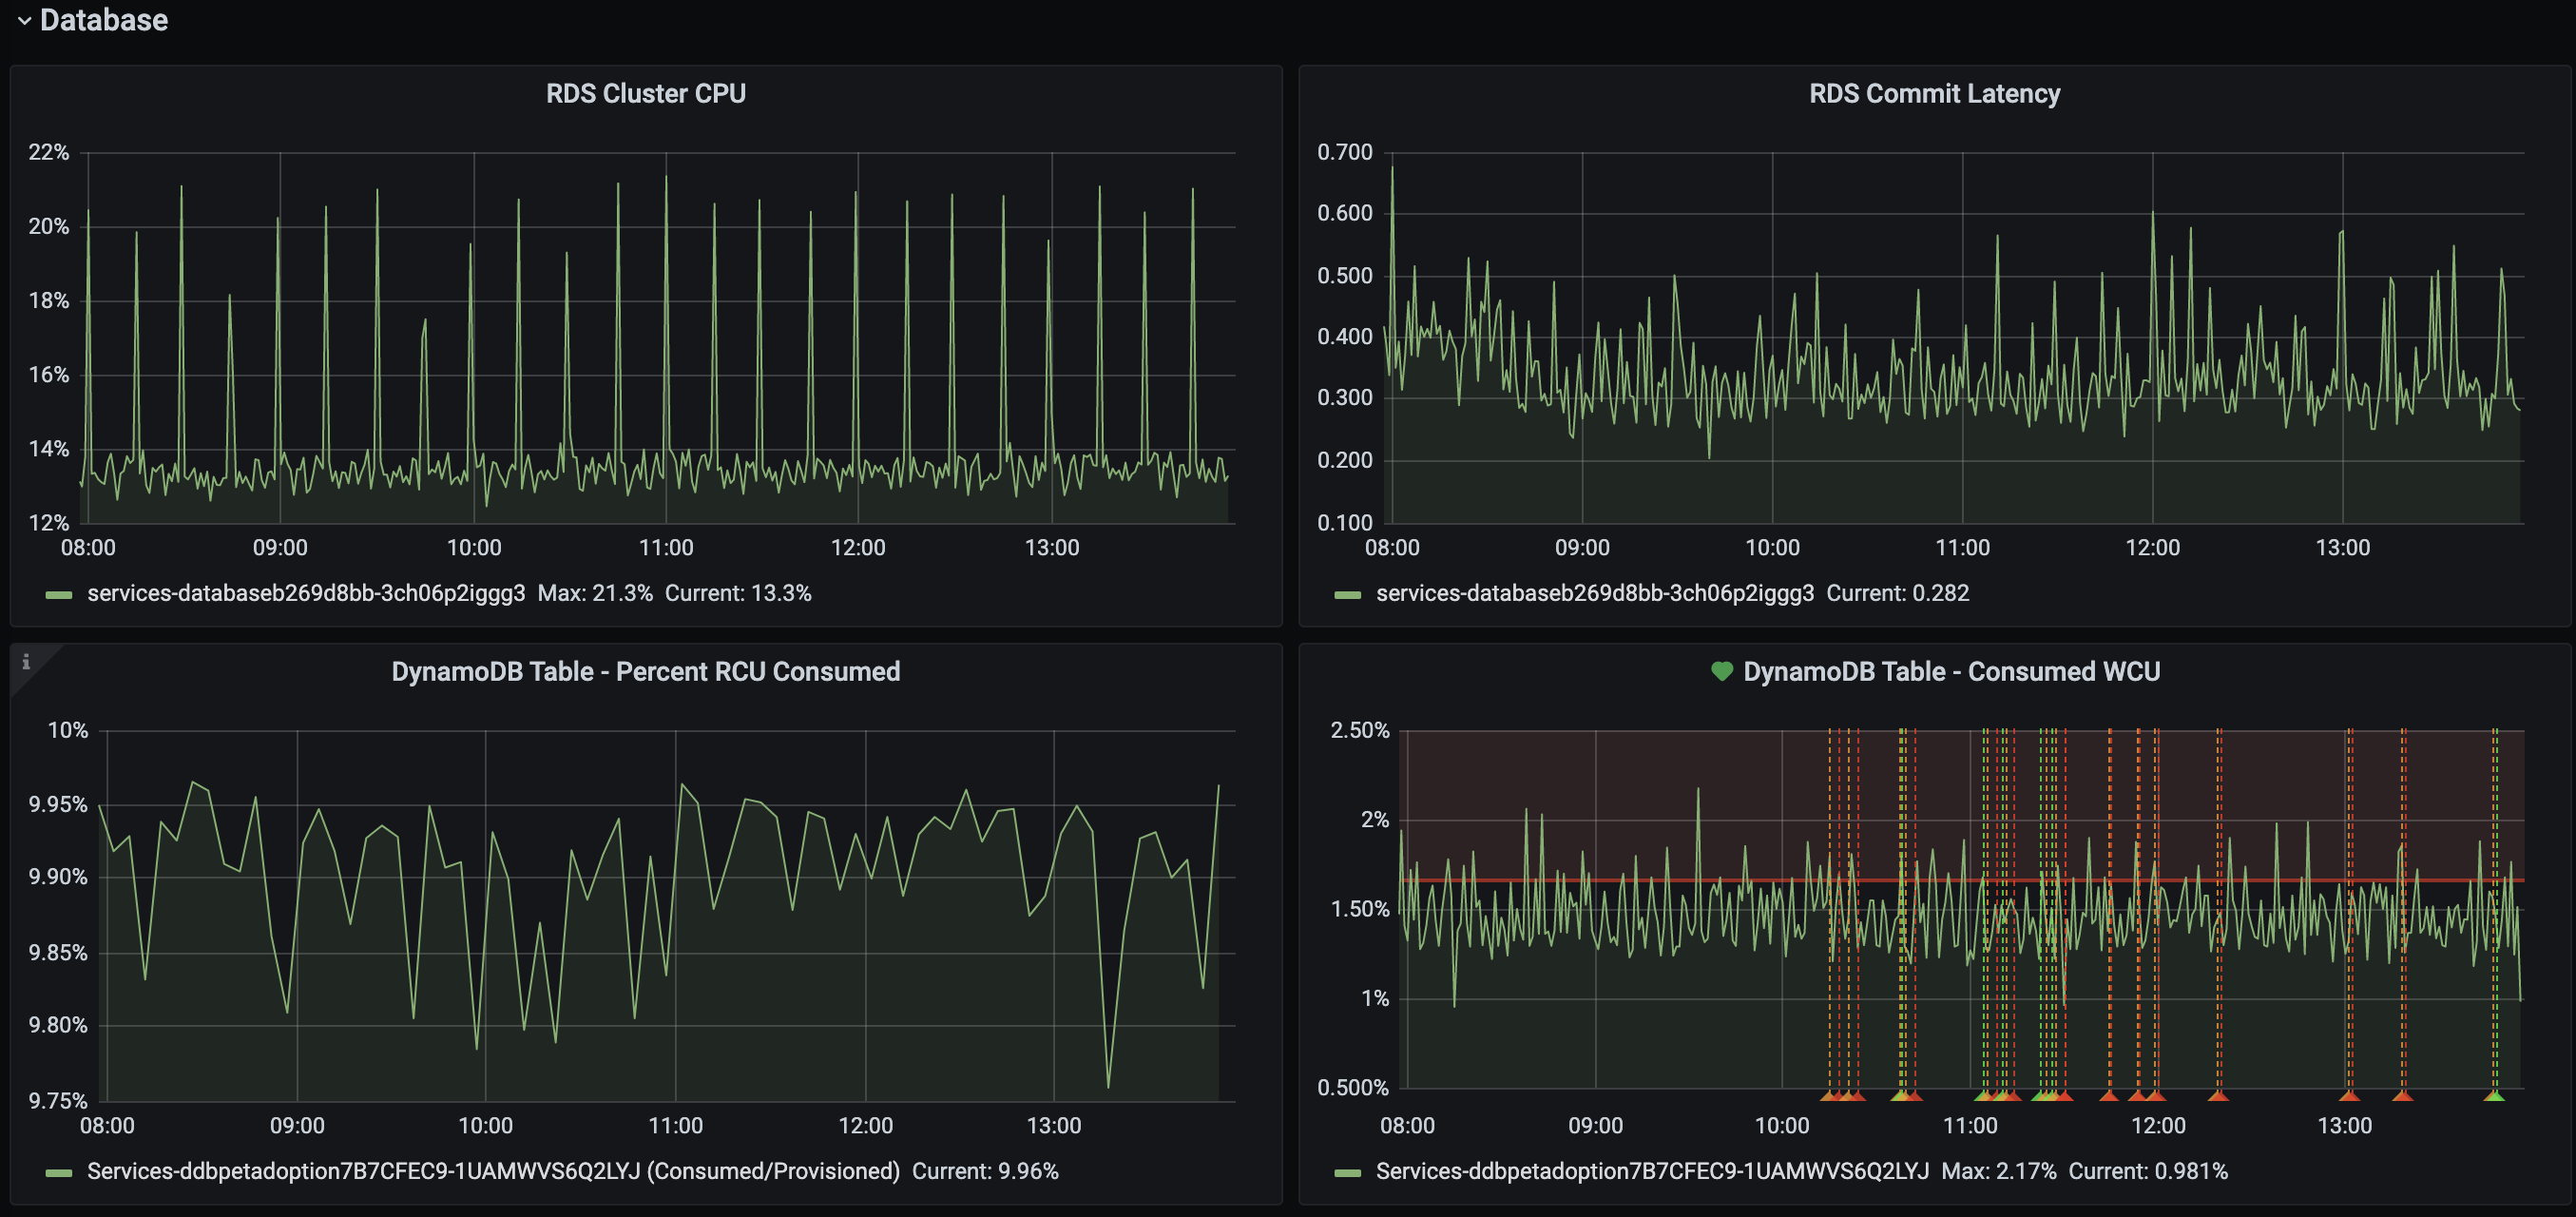 Database
RDS Cluster CPU
22%
20%
18%
16%
14%
12%
08:00 09:00 10:00 11:00 12:00 13:00
services-databaseb269d8bb-3ch06p2iggg3 Max: 21.3% Current: 13.3%
RDS Commit Latency
0.700
0.600
0.500
0.400
0.300
0.200
0.100
08:00 09:00 10:00 11:00 12:00 13:00
services-databaseb269d8bb-3ch06p2iggg3 Current: 0.282
i
DynamoDB Table - Percent RCU Consumed
10%
9.95%
9.90%
9.85%
9.80%
9.75%
08:00 09:00 10:00 11:00 12:00 13:00
Services-ddbpetadoption7B7CFEC9-1UAMWVS6Q2LYJ (Consumed/Provisioned) Current: 9.96%
DynamoDB Table - Consumed WCU
2.50%
2%
1.50%
1%
0.500%
08:00 09:00 10:00 11:00 12:00 13:00
Services-ddbpetadoption7B7CFEC9-1UAMWVS6Q2LYJ Max: 2.17% Current: 0.981%